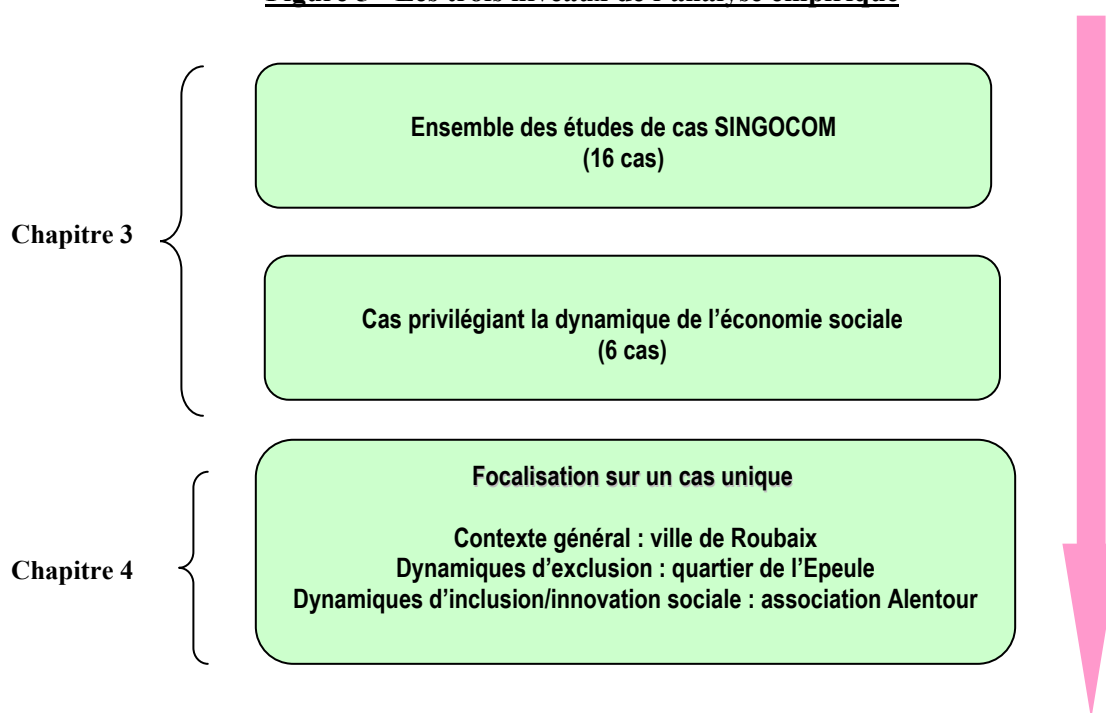 Ensemble des études de cas SINGOCOM
(16 cas)
Chapitre 3
Cas privilégiant la dynamique de l’économie sociale
(6 cas)
Focalisation sur un cas unique
Contexte général : ville de Roubaix
Dynamiques d’exclusion : quartier de l’Epeule
Chapitre 4
Dynamiques d’inclusion/innovation sociale : association Alentour